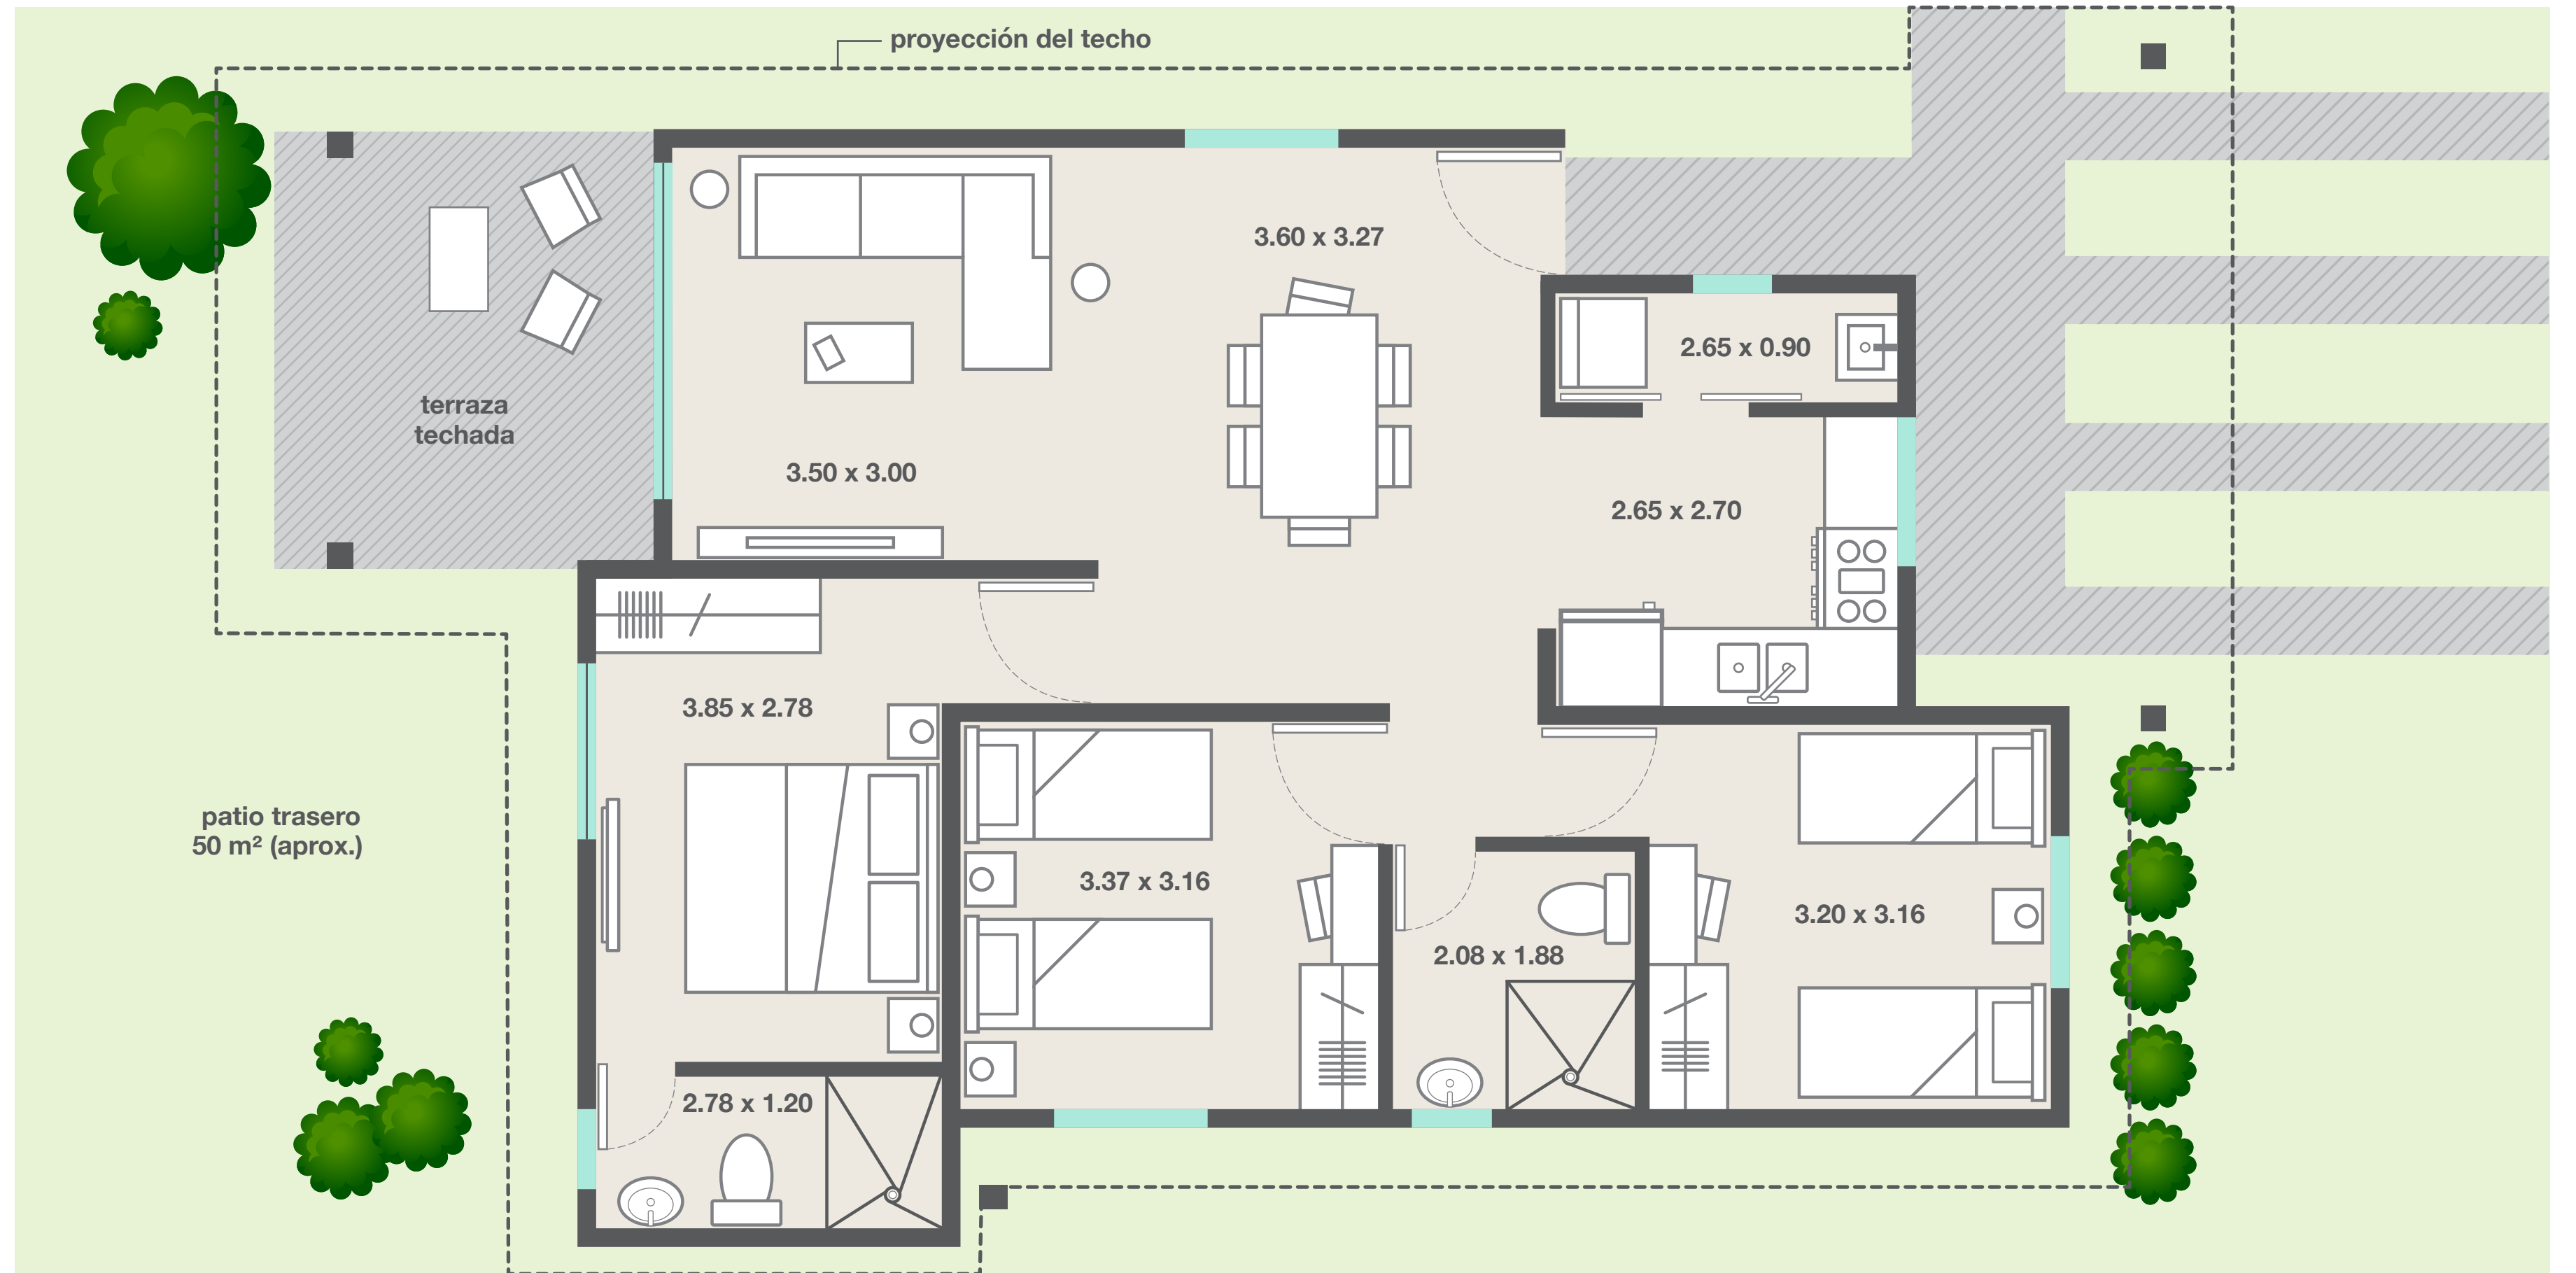 proyección del techo
3.60 x 3.27
2.65 x 0.90
terraza
techada
3.50 x 3.00
2.65 x 2.70
3.85 x 2.78
patio trasero
50 m² (aprox.)
3.37 x 3.16
3.20 x 3.16
2.08 x 1.88
2.78 x 1.20